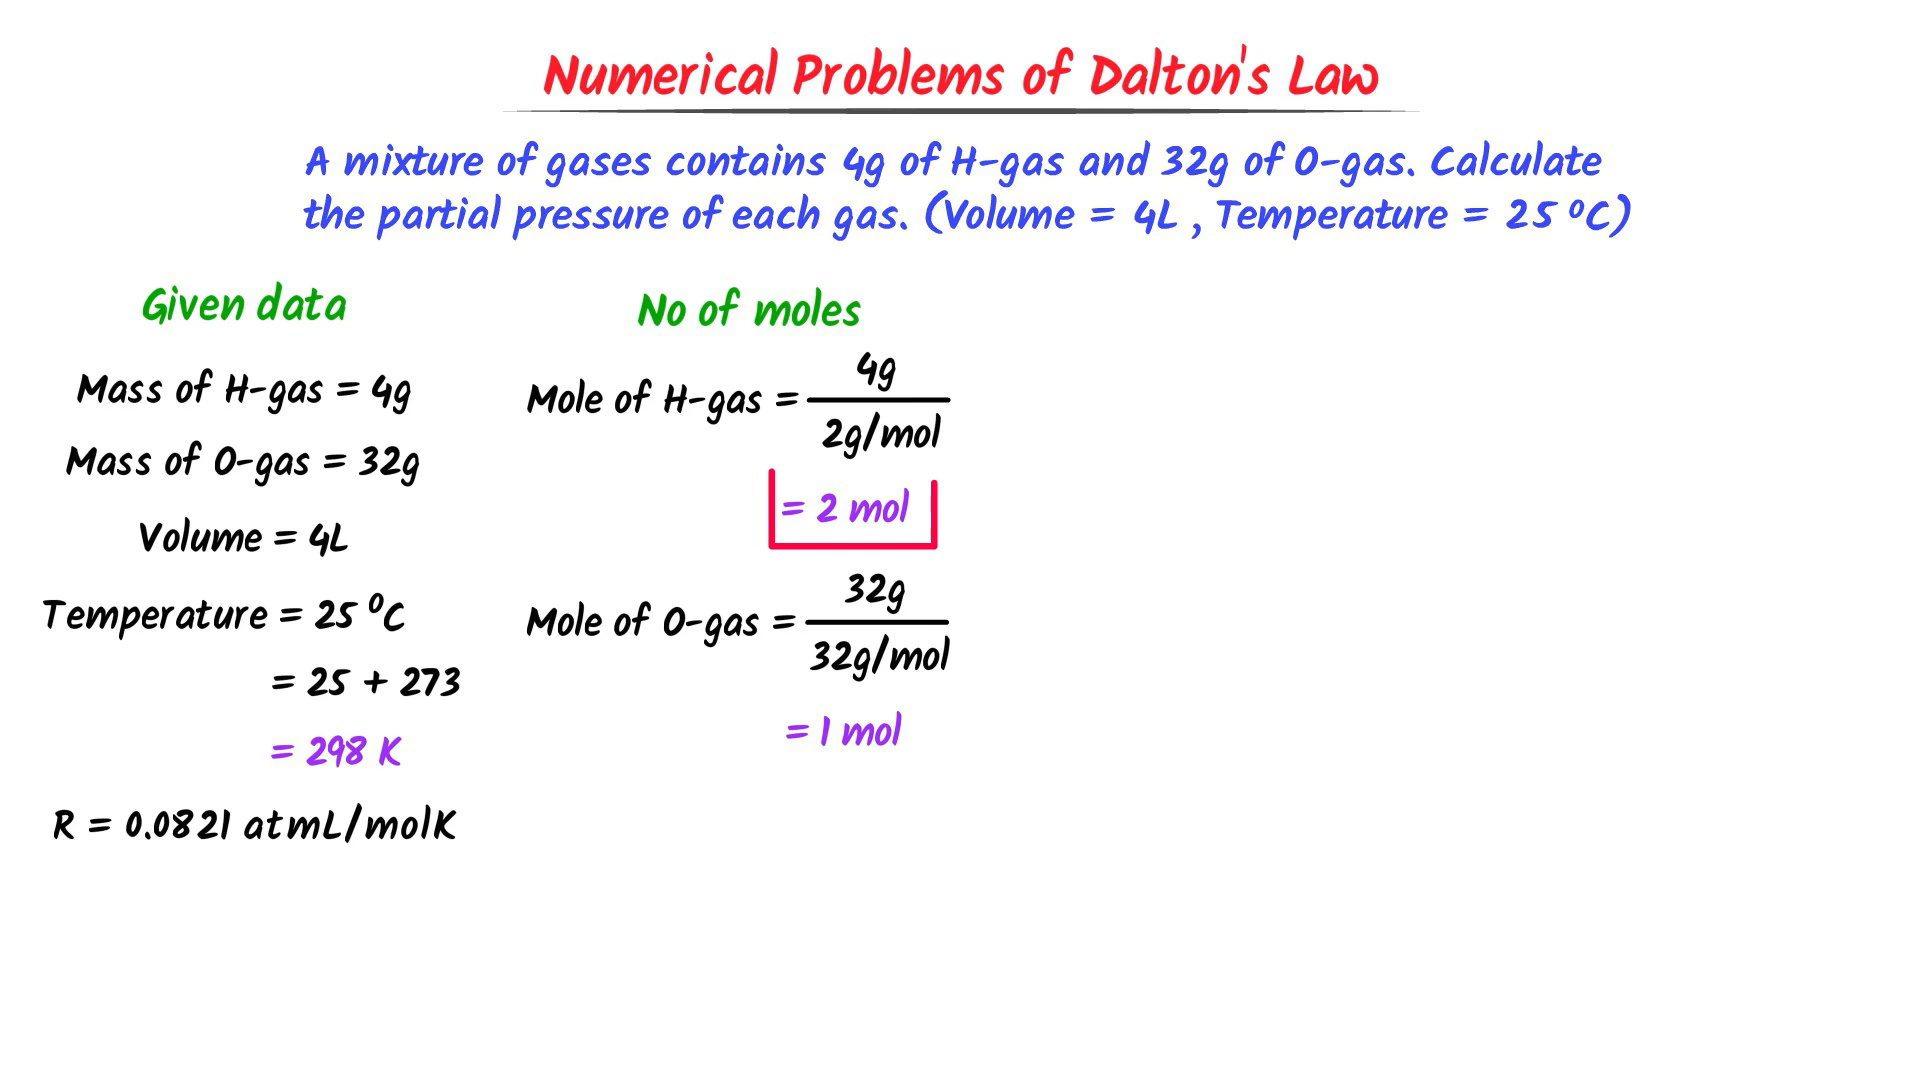 Numerical Problems of Dalton's Law
A mixture of gases contains 4g of H-gas and 32g of O-gas. Calculate
the partial pressure of each gas. (Volume = 4L , Temperature = 25 ⁰C)
Given data
Mass of H-gas = 4g
Mass of O-gas = 32g
Volume = 4L
Temperature = 25 ⁰C
= 25 + 273
= 298 K
R = 0.0821 atmL/molK
No of moles
4g
Mole of H-gas =
2g/mol
= 2 mol
32g
Mole of O-gas =
32g/mol
= 1 mol